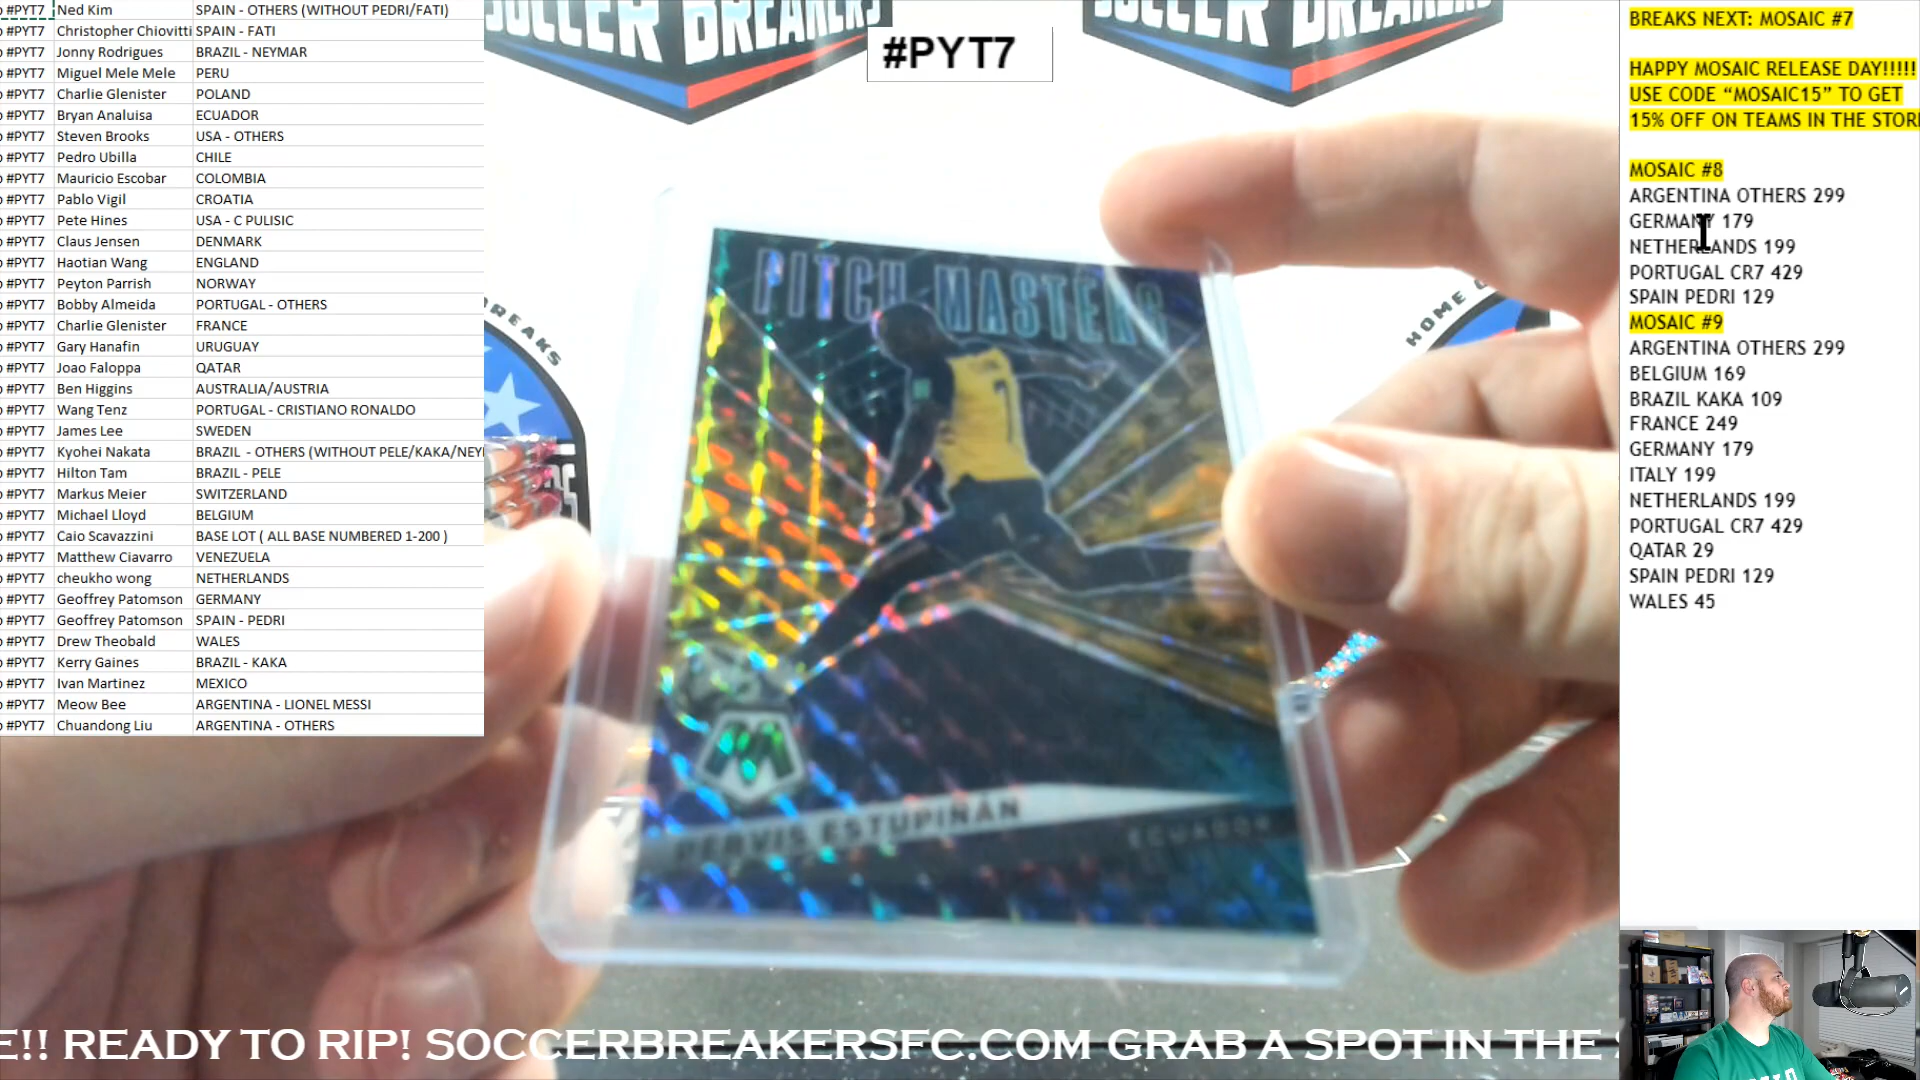 #PYT7 Ned Kim SPAIN - OTHERS (WITHOUT PEDRI/FATI)
#PYT7 Christopher Chiovitti SPAIN - FATI
#PYT7 Jonny Rodrigues BRAZIL - NEYMAR
#PYT7 Miguel Mele Mele PERU
#PYT7 Charlie Glenister POLAND
#PYT7 Bryan Analuisa ECUADOR
#PYT7 Steven Brooks USA - OTHERS
#PYT7 Pedro Ubilla CHILE
#PYT7 Mauricio Escobar COLOMBIA
#PYT7 Pablo Vigil CROATIA
#PYT7 Pete Hines USA - C PULISIC
#PYT7 Claus Jensen DENMARK
#PYT7 Haotian Wang ENGLAND
#PYT7 Peyton Parrish NORWAY
#PYT7 Bobby Almeida PORTUGAL - OTHERS
#PYT7 Charlie Glenister FRANCE
#PYT7 Gary Hanafin URUGUAY
#PYT7 Joao Faloppa QATAR
#PYT7 Ben Higgins AUSTRALIA/AUSTRIA
#PYT7 Wang Tenz PORTUGAL - CRISTIANO RONALDO
#PYT7 James Lee SWEDEN
#PYT7 Kyohei Nakata BRAZIL - OTHERS (WITHOUT PELE/KAKA/NEY
#PYT7 Hilton Tam BRAZIL - PELE
#PYT7 Markus Meier SWITZERLAND
#PYT7 Michael Lloyd BELGIUM
#PYT7 Caio Scavazzini BASE LOT ( ALL BASE NUMBERED 1-200 )
#PYT7 Matthew Ciavarro VENEZUELA
#PYT7 cheukho wong NETHERLANDS
#PYT7 Geoffrey Patomson GERMANY
#PYT7 Geoffrey Patomson SPAIN - PEDRI
#PYT7 Drew Theobald WALES
#PYT7 Kerry Gaines BRAZIL - KAKA
#PYT7 Ivan Martinez MEXICO
#PYT7 Meow Bee ARGENTINA - LIONEL MESSI
#PYT7 Chuandong Liu ARGENTINA - OTHERS
SOCCER BREAKERS
#PYT7
SOCCER BREAKERS
REAKS
HOME
PITCH MASTERS
1
PERVIS ESTUPIÑÁN
ECUADOR
BREAKS NEXT: MOSAIC #7
HAPPY MOSAIC RELEASE DAY!!!!!
USE CODE “MOSAIC15” TO GET
15% OFF ON TEAMS IN THE STOR
MOSAIC #8
ARGENTINA OTHERS 299
GERMANY 179
NETHERLANDS 199
PORTUGAL CR7 429
SPAIN PEDRI 129
MOSAIC #9
ARGENTINA OTHERS 299
BELGIUM 169
BRAZIL KAKA 109
FRANCE 249
GERMANY 179
ITALY 199
NETHERLANDS 199
PORTUGAL CR7 429
QATAR 29
SPAIN PEDRI 129
WALES 45
E!! READY TO RIP! SOCCERBREAKERSFC.COM GRAB A SPOT IN THE